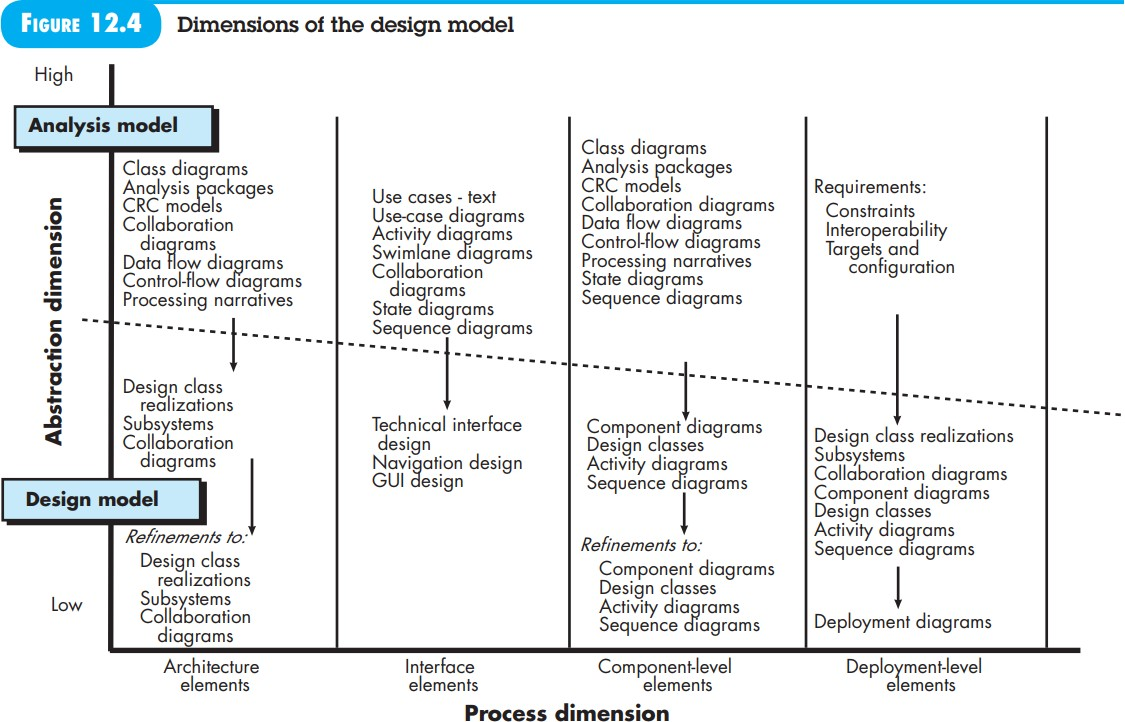 FIGURE 12.4
Dimensions of the design model
High
Analysis model
Abstraction dimension
Design model
Low
Class diagrams
Analysis packages
CRC models
Collaboration
diagrams
Data flow diagrams
Control-flow diagrams
Processing narratives
Design class
realizations
Subsystems
Collaboration
diagrams
Refinements to:
Design class
realizations
Subsystems
Collaboration
diagrams
Architecture
elements
Use cases - text
Use-case diagrams
Activity diagrams
Swimlane diagrams
Collaboration
diagrams
State diagrams
Sequence diagrams
Technical interface
design
Navigation design
GUI design
Interface
elements
Class diagrams
Analysis packages
CRC models
Collaboration diagrams
Data flow diagrams
Control-flow diagrams
Processing narratives
State diagrams
Sequence diagrams
Component diagrams
Design classes
Activity diagrams
Sequence diagrams
Refinements to:
Component diagrams
Design classes
Activity diagrams
Sequence diagrams
Component-level
elements
Requirements:
Constraints
Interoperability
Targets and
configuration
Design class realizations
Subsystems
Collaboration diagrams
Component diagrams
Design classes
Activity diagrams
Sequence diagrams
Deployment diagrams
Deployment-level
elements
Process dimension